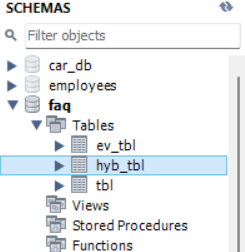 SCHEMAS
Filter objects
car_db
employees
faq
Tables
ev_tbl
hyb_tbl
tbl
Views
Stored Procedures
Functions